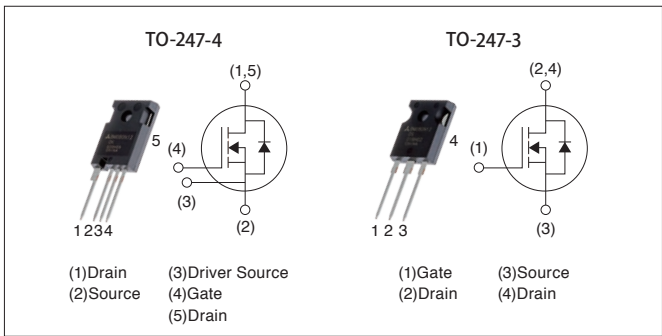 TO-247-4
TO-247-3
(1,5)
5
(4)
(3)
(2)
1234
(1)Drain
(2)Source
(3)Driver Source
(4)Gate
(5)Drain
(2,4)
4
(1)
(3)
1 2 3
(1)Gate
(2)Drain
(3)Source
(4)Drain